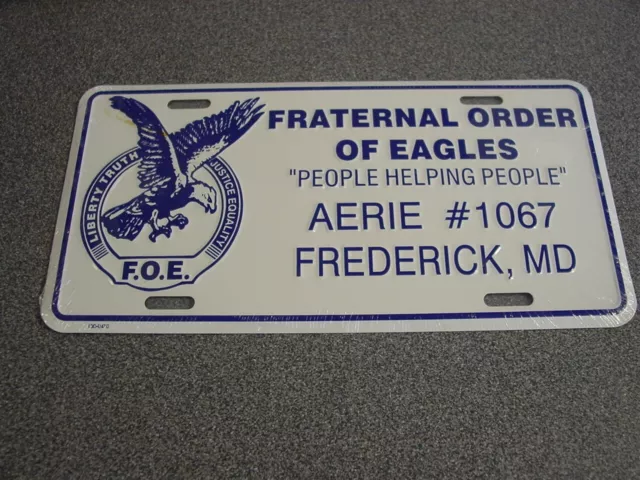 FRATERNAL ORDER
OF EAGLES
"PEOPLE HELPING PEOPLE"
AERIE #1067
FREDERICK, MD
LIBERTY TRUTH
JUSTICE EQUALITY
F.O.E.